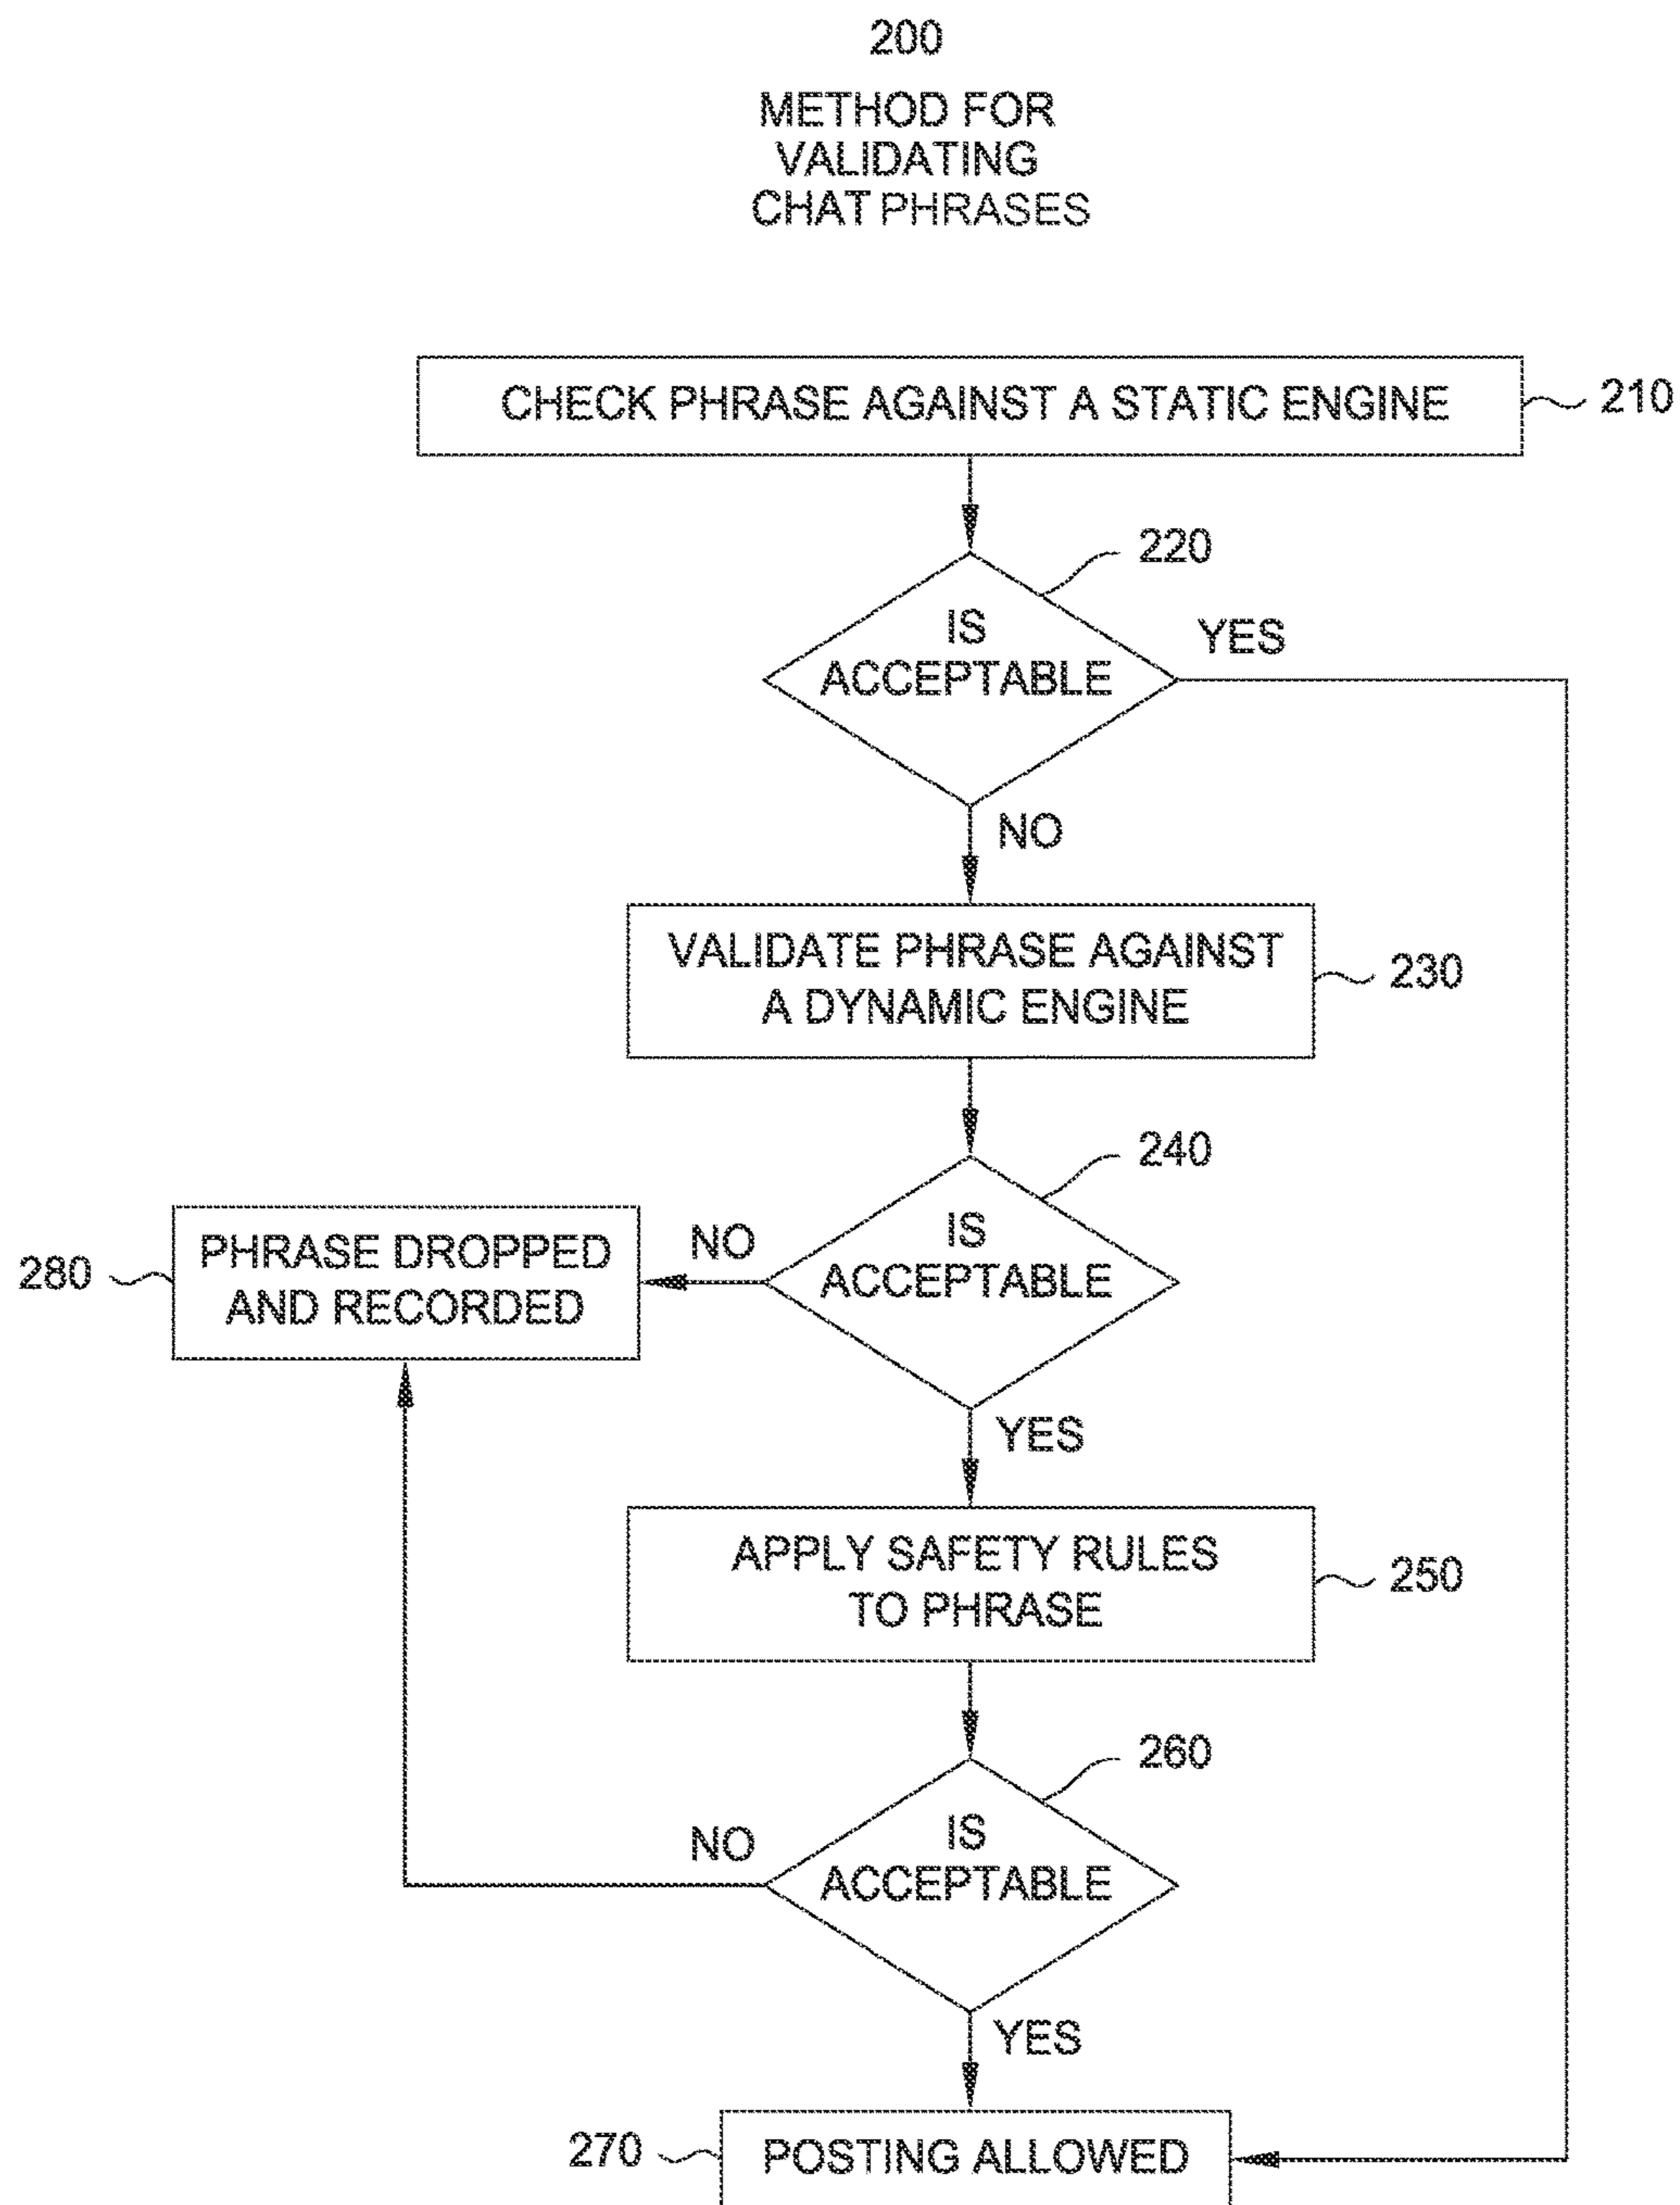 200
METHOD FOR
VALIDATING
CHAT PHRASES
CHECK PHRASE AGAINST A STATIC ENGINE
210
220
IS
ACCEPTABLE
YES
NO
VALIDATE PHRASE AGAINST
A DYNAMIC ENGINE
230
240
IS
ACCEPTABLE
NO
280
PHRASE DROPPED
AND RECORDED
YES
APPLY SAFETY RULES
TO PHRASE
250
260
IS
ACCEPTABLE
NO
YES
270
POSTING ALLOWED